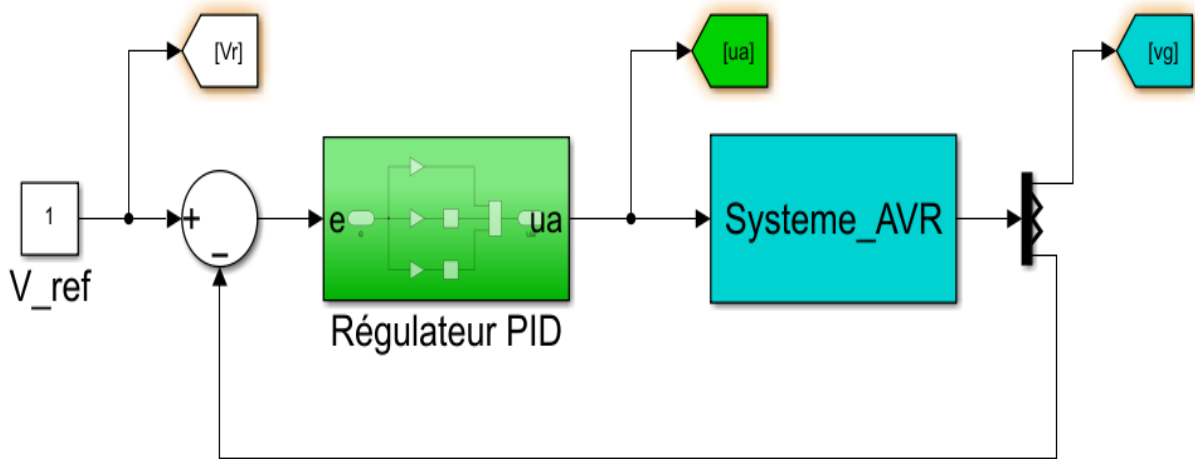 [Vr]
[ua]
[vg]
1
+
−
e
ua
Systeme_AVR
V_ref
Régulateur PID